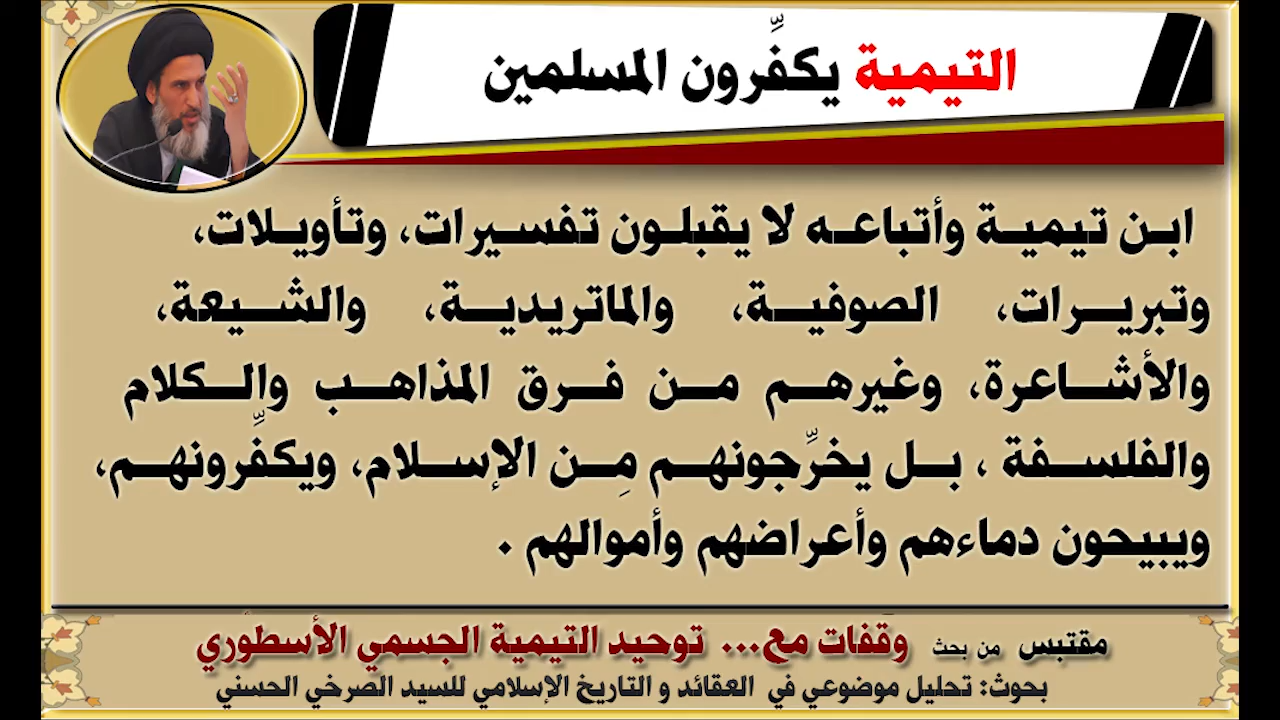 التيمية يكفِّرون المسلمين
ابن تيمية وأتباعه لا يقبلون تفسيرات، وتأويلات،
وتبريرات، الصوفية، والماتريدية، والشيعة،
والأشاعرة، وغيرهم من فرق المذاهب والكلام
والفلسفة ، بل يخرِّجونهم مِن الإسلام، ويكفِّرونهم،
ويبيحون دماءهم وأعراضهم وأموالهم .
مقتبس من بحث وقفات مع... توحيد التيمية الجسمي الأسطوري
بحوث: تحليل موضوعي في العقائد و التاريخ الإسلامي للسيد الصرخي الحسني